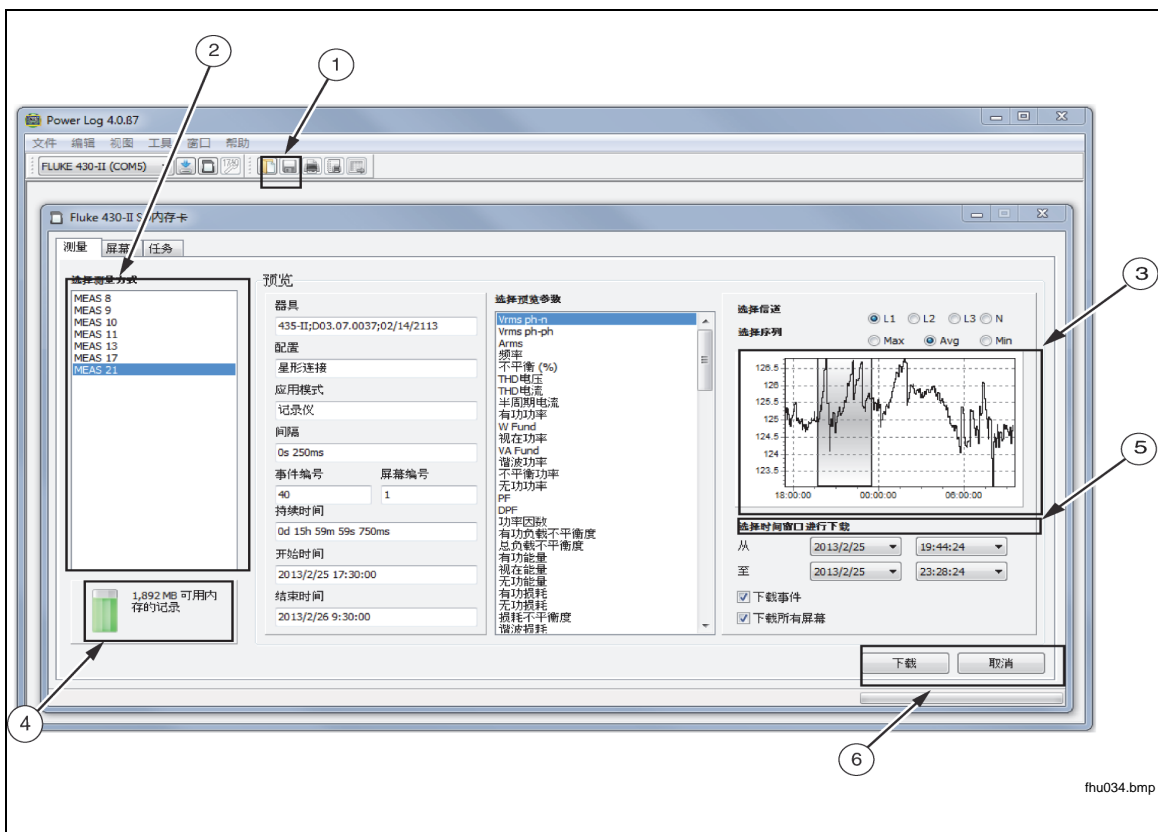 2
1
Power Log 4.0.87
文件 编辑 视图 工具 窗口 帮助
FLUKE 430-II (COM5)
Fluke 430-II 内存卡
测量 屏幕 任务
选择测量方式
MEAS 8
MEAS 9
MEAS 10
MEAS 11
MEAS 13
MEAS 17
MEAS 21
1,892 MB 可用内
存的记录
4
预览
器具
435-II;D03.07.0037;02/14/2113
配置
星形连接
应用模式
记录仪
间隔
0s 250ms
事件编号 屏幕编号
40 1
持续时间
0d 15h 59m 59s 750ms
开始时间
2013/2/25 17:30:00
结束时间
2013/2/26 9:30:00
选择预览参数
Vrms ph-n
Vrms ph-ph
Arms
频率
不平衡 (%)
THD电压
THD电流
半周期电流
有功功率
W Fund
视在功率
VA Fund
谐波功率
不平衡功率
无功功率
PF
DPF
功率因数
有功负载不平衡度
总负载不平衡度
有功能量
视在能量
无功能量
有功损耗
无功损耗
损耗不平衡度
谐波损耗
3
选择信道
L1 L2 L3 N
选择序列
Max Avg Min
126.5
126
125.5
125
124.5
124
123.5
18:00:00 00:00:00 06:00:00
5
选择时间窗口进行下载
从 2013/2/25 19:44:24
至 2013/2/25 23:28:24
下载事件
下载所有屏幕
下载 取消
6
fhu034.bmp